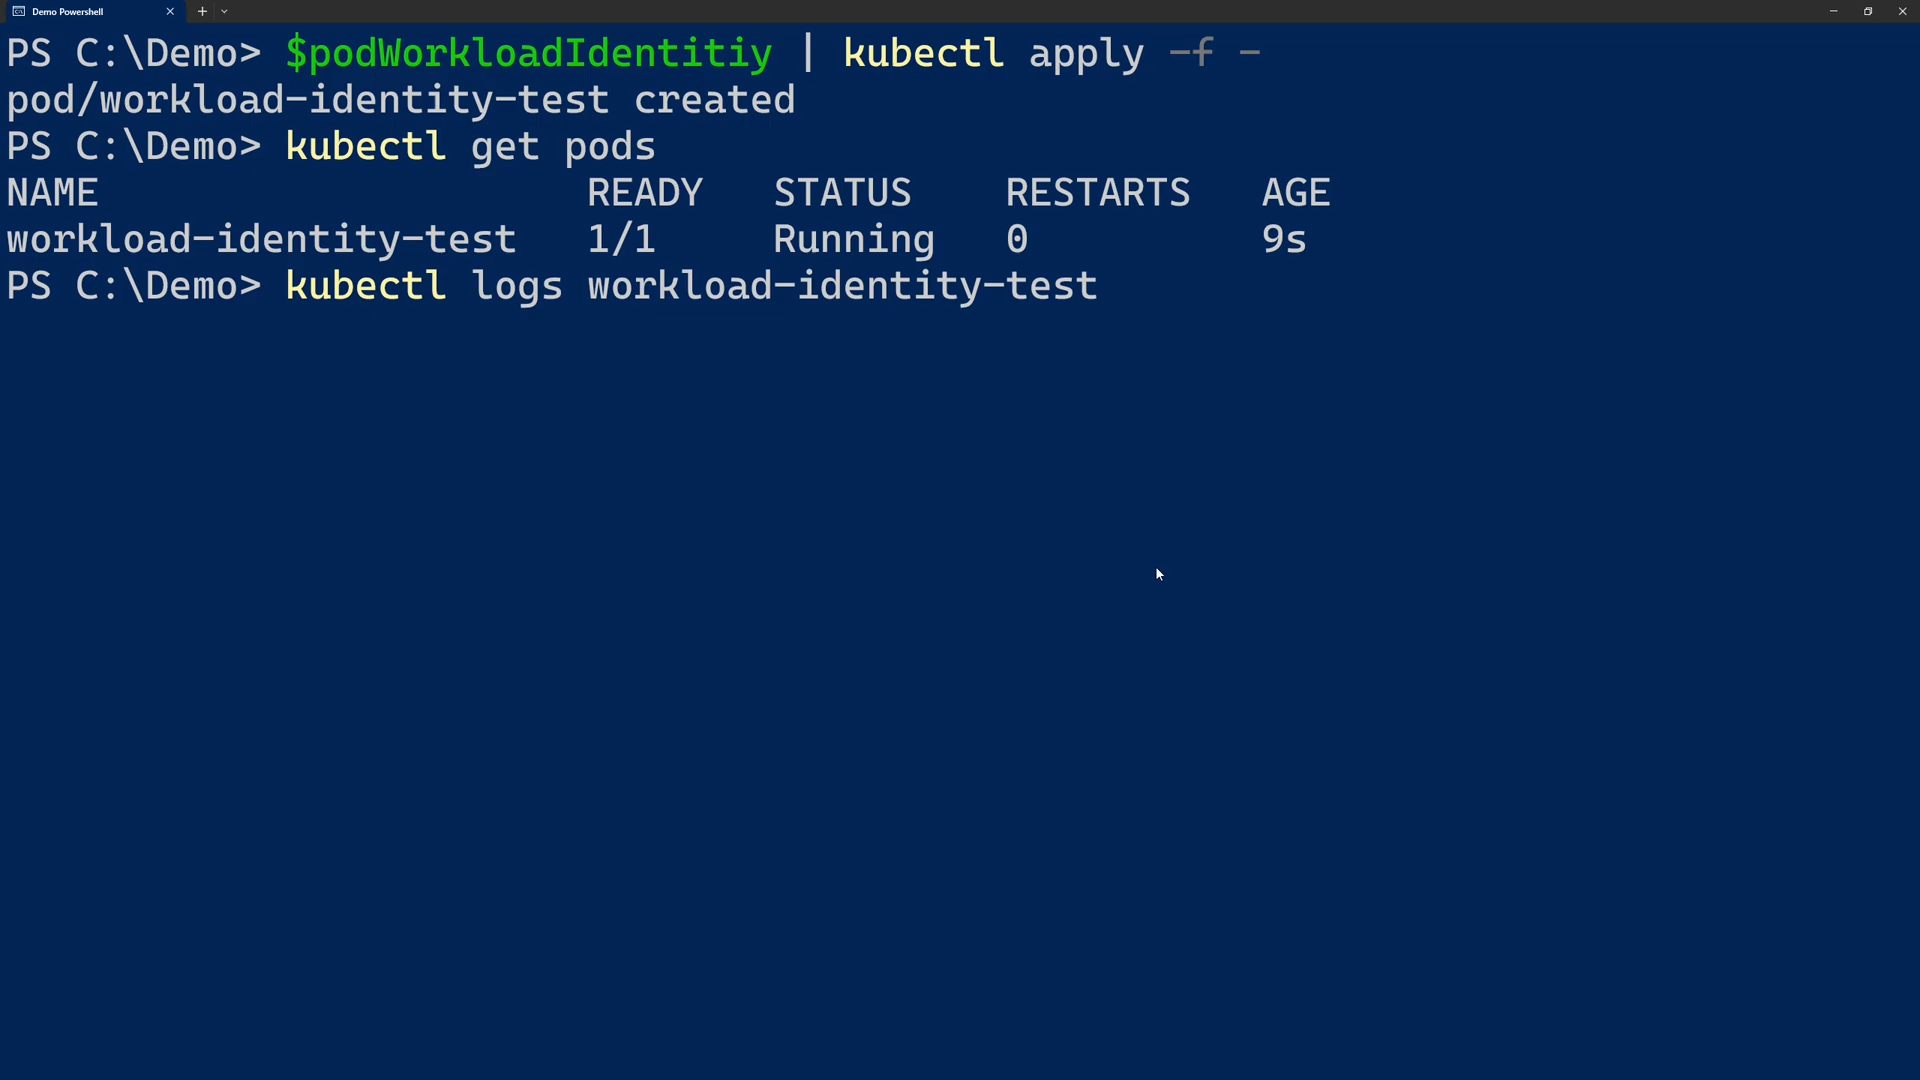 Demo Powershell
PS C:\Demo> $podWorkloadIdentitiy | kubectl apply -f -
pod/workload-identity-test created
PS C:\Demo> kubectl get pods
NAME READY STATUS RESTARTS AGE
workload-identity-test 1/1 Running 0 9s
PS C:\Demo> kubectl logs workload-identity-test